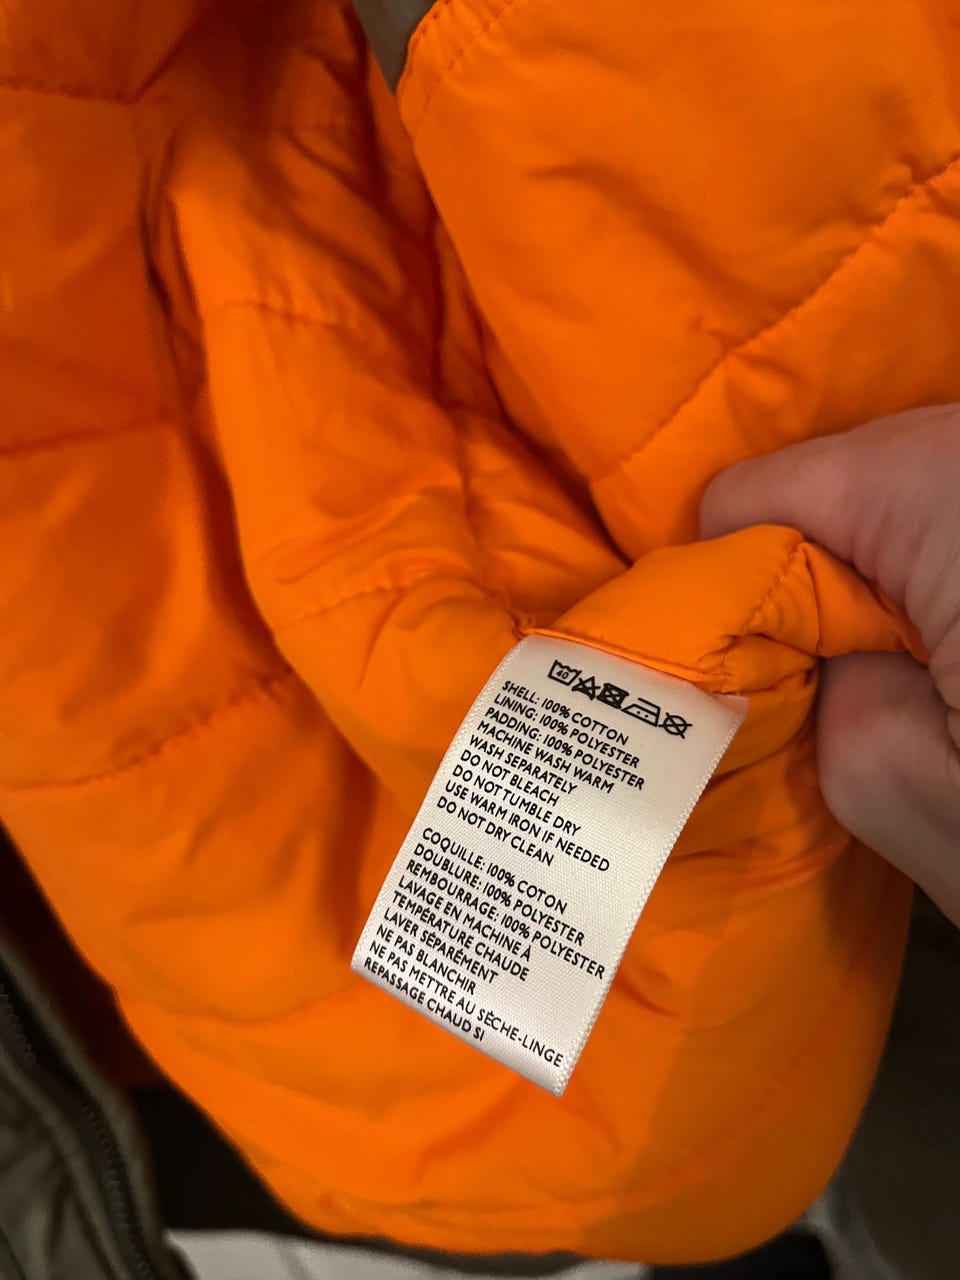 40
SHELL: 100% COTTON
LINING: 100% POLYESTER
PADDING: 100% POLYESTER
MACHINE WASH WARM
WASH SEPARATELY
DO NOT BLEACH
DO NOT TUMBLE DRY
USE WARM IRON IF NEEDED
DO NOT DRY CLEAN
COQUILLE: 100% COTON
DOUBLURE: 100% POLYESTER
REMBOURRAGE: 100% POLYESTER
LAVAGE EN MACHINE À
TEMPÉRATURE CHAUDE
LAVER SÉPARÉMENT
NE PAS BLANCHIR
NE PAS METTRE AU SÈCHE-LINGE
REPASSAGE CHAUD SI